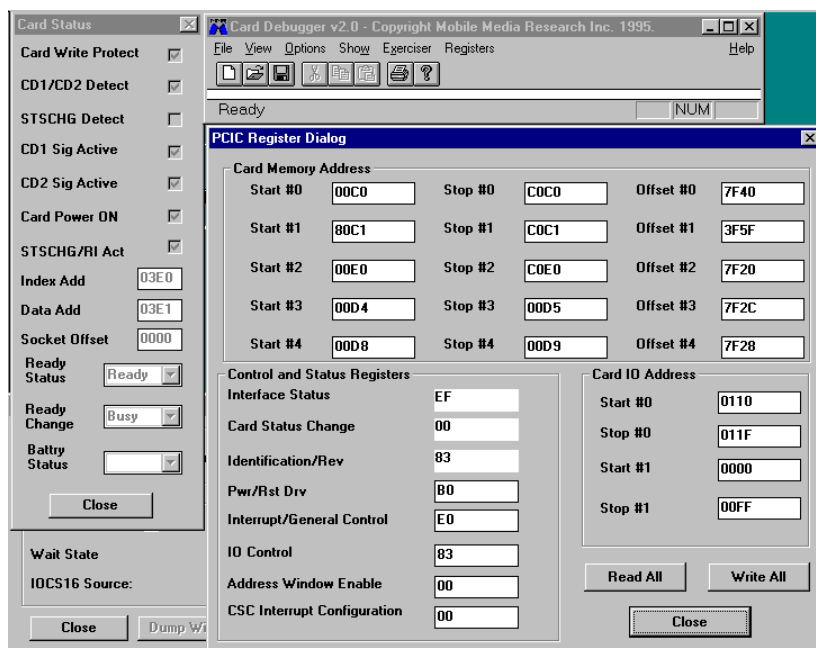 Card Status
Card Write Protect
CD1/CD2 Detect
STSCHG Detect
CD1 Sig Active
CD2 Sig Active
Card Power ON
STSCHG/RI Act
Index Add 03E0
Data Add 03E1
Socket Offset 0000
Ready Status Ready
Ready Change Busy
Battry Status
Close
Wait State
IOCS16 Source:
Close Dump Wi
Card Debugger v2.0 - Copyright Mobile Media Research Inc. 1995.
File View Options Show Exerciser Registers Help
Ready NUM
PCIC Register Dialog
Card Memory Address
Start #0 00C0 Stop #0 C0C0 Offset #0 7F40
Start #1 80C1 Stop #1 C0C1 Offset #1 3F5F
Start #2 00E0 Stop #2 C0E0 Offset #2 7F20
Start #3 00D4 Stop #3 00D5 Offset #3 7F2C
Start #4 00D8 Stop #4 00D9 Offset #4 7F28
Control and Status Registers
Interface Status EF
Card Status Change 00
Identification/Rev 83
Pwr/Rst Drv B0
Interrupt/General Control E0
IO Control 83
Address Window Enable 00
CSC Interrupt Configuration 00
Card IO Address
Start #0 0110
Stop #0 011F
Start #1 0000
Stop #1 00FF
Read All Write All
Close